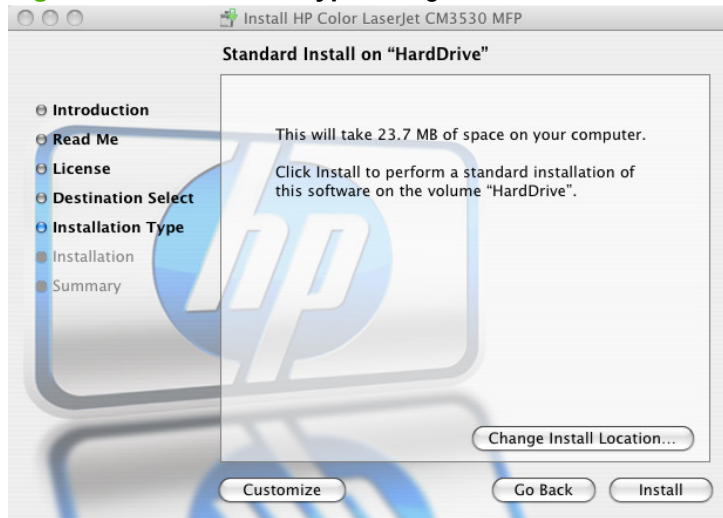 Install HP Color LaserJet CM3530 MFP
Standard Install on “HardDrive”
Introduction
Read Me
License
Destination Select
Installation Type
Installation
Summary
This will take 23.7 MB of space on your computer.
Click Install to perform a standard installation of
this software on the volume “HardDrive”.
hp
Change Install Location...
Customize
Go Back
Install